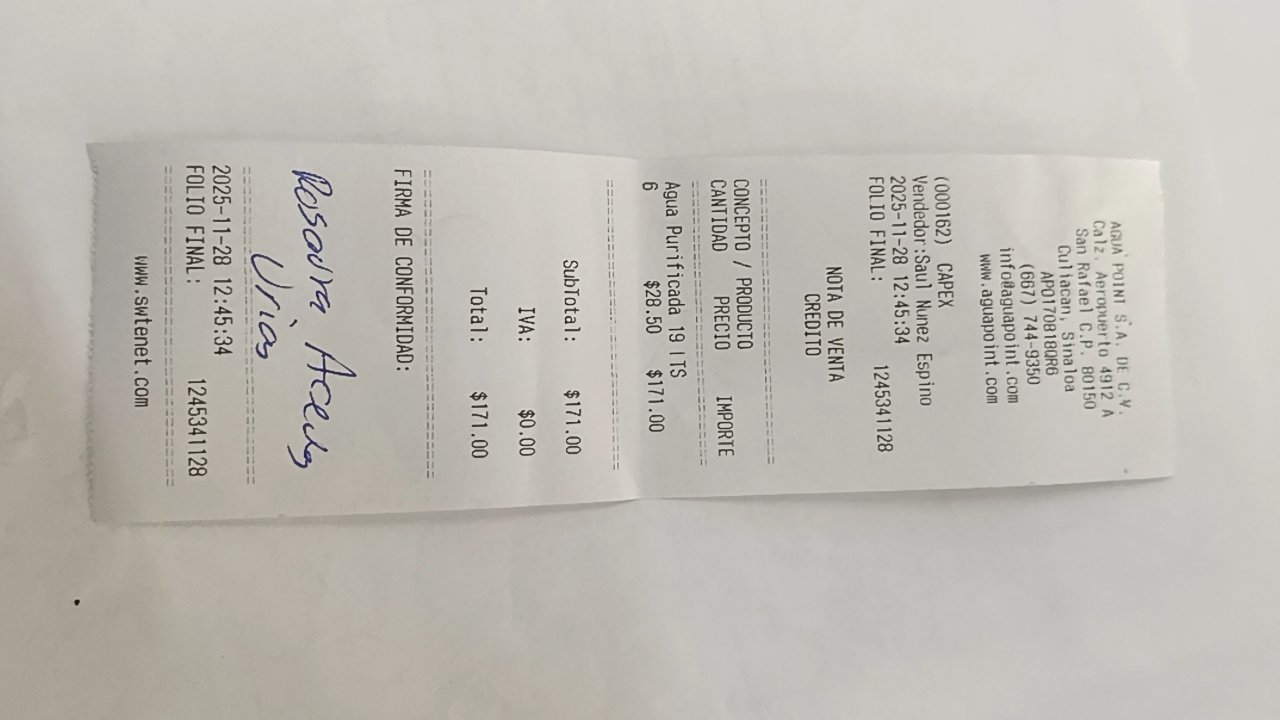 AGUA POINT S.A. DE C.V.
Calz. Aeropuerto 4912 A
San Rafael C.P. 80150
Culiacan, Sinaloa
APO170818QR6
(667) 744-9350
info@aguapoint.com
www.aguapoint.com
(000162) CAPEX
Vendedor:Saul Nunez Espino
2025-11-28 12:45:34
FOLIO FINAL: 1245341128
NOTA DE VENTA
CREDITO
CONCEPTO / PRODUCTO
CANTIDAD PRECIO IMPORTE
Agua Purificada 19 LTS
6 $28.50 $171.00
SubTotal: $171.00
IVA: $0.00
Total: $171.00
FIRMA DE CONFORMIDAD:
Rosaura Aceves
Urias
2025-11-28 12:45:34
FOLIO FINAL: 1245341128
www.swtenet.com